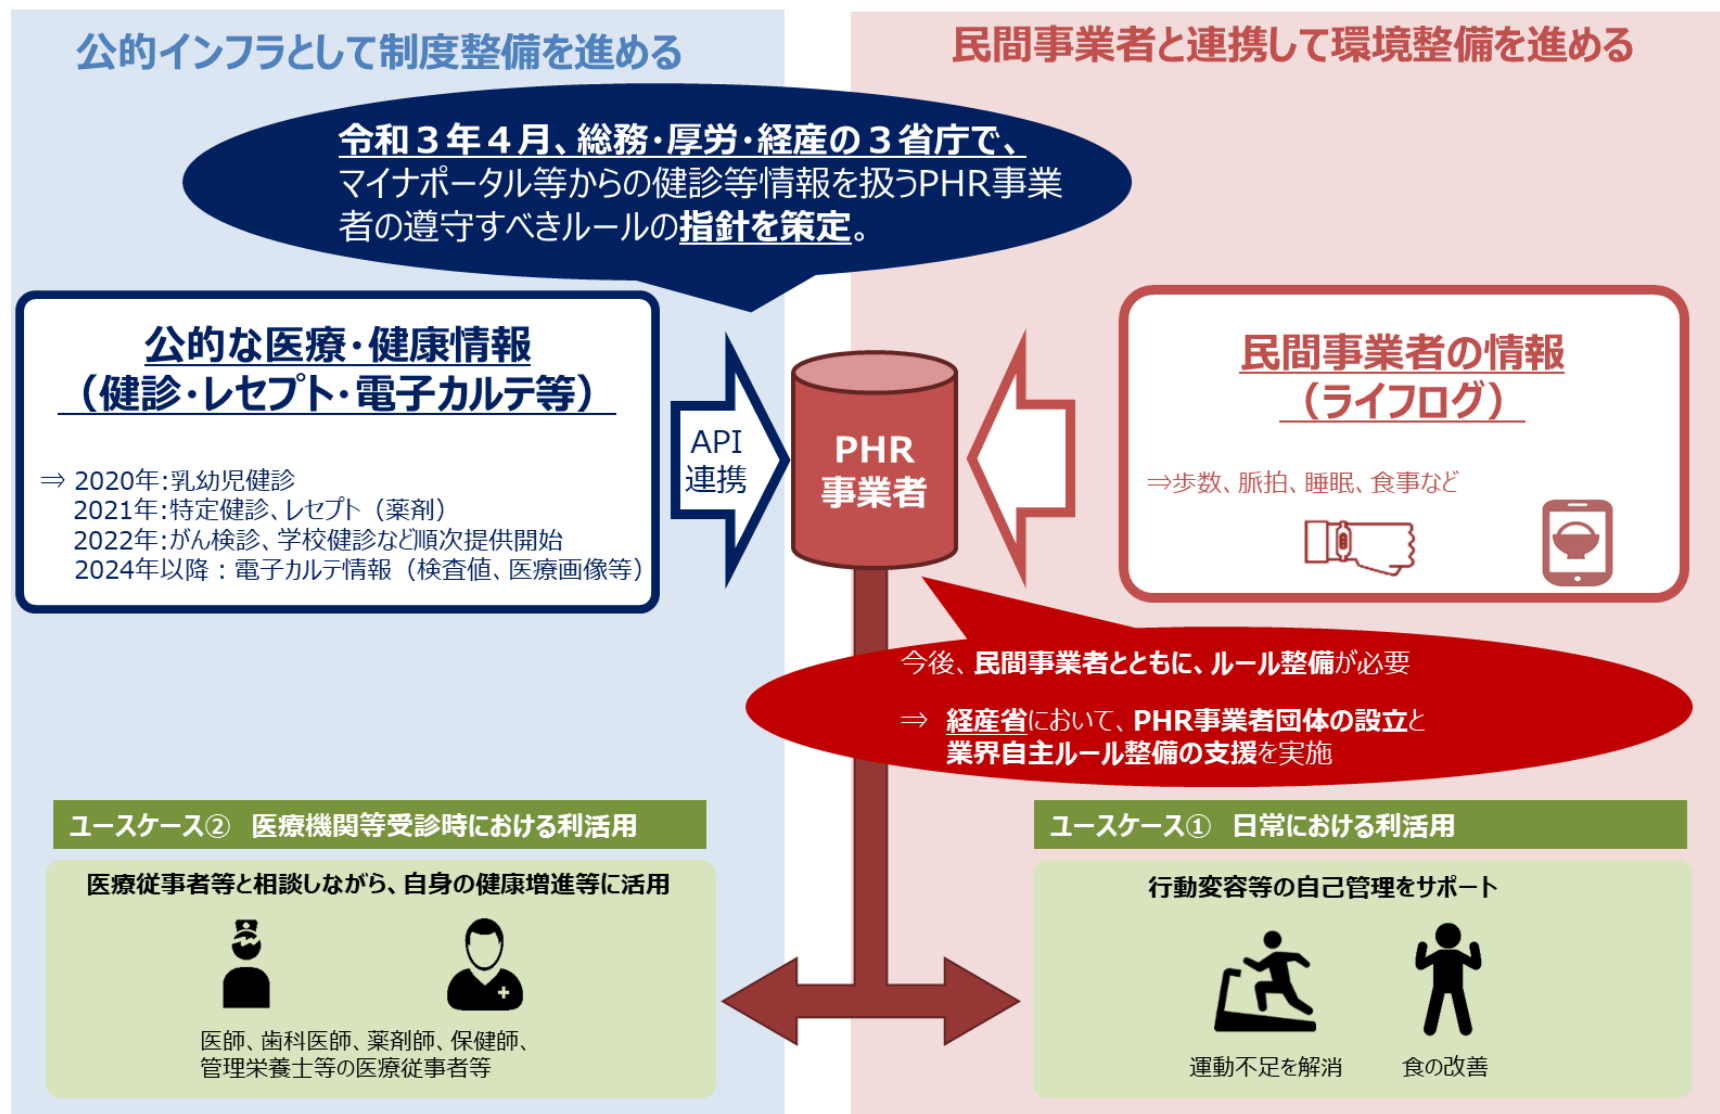 公的インフラとして制度整備を進める
民間事業者と連携して環境整備を進める
令和３年４月、総務・厚労・経産の３省庁で、
マイナポータル等からの健診等情報を扱うPHR事業
者の遵守すべきルールの指針を策定。
公的な医療・健康情報
（健診・レセプト・電子カルテ等）
⇒ 2020年：乳幼児健診
2021年：特定健診、レセプト（薬剤）
2022年：がん検診、学校健診など順次提供開始
2024年以降：電子カルテ情報（検査値、医療画像等）
API
連携
PHR
事業者
民間事業者の情報
（ライフログ）
⇒歩数、脈拍、睡眠、食事など
今後、民間事業者とともに、ルール整備が必要
⇒ 経産省において、PHR事業者団体の設立と
業界自主ルール整備の支援を実施
ユースケース② 医療機関等受診時における利活用
医療従事者等と相談しながら、自身の健康増進等に活用
医師、歯科医師、薬剤師、保健師、
管理栄養士等の医療従事者等
ユースケース① 日常における利活用
行動変容等の自己管理をサポート
運動不足を解消
食の改善